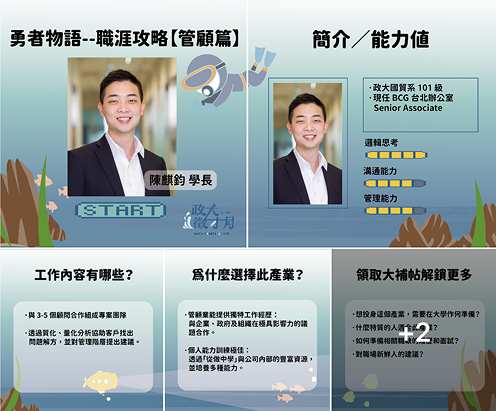 勇者物語--職涯攻略【管顧篇】
陳麒鈞 學長
START
政大
徵才月
簡介／能力值
·政大國貿系 101 級
·現任 BCG 台北辦公室
Senior Associate
邏輯思考
溝通能力
管理能力
工作內容有哪些？
·與 3-5 個顧問合作組成專案團隊
·透過質化、量化分析協助客戶找出
問題解方，並對管理階層提出建議。
為什麼選擇此產業？
·管顧業能提供獨特工作經歷：
與企業、政府及組織在極具影響力的議
題合作。
·個人能力訓練極佳：
透過「從做中學」與公司內部的豐富資源，
並培養多種能力。
領取大補帖解鎖更多
·想投身這個產業，需要在大學作何準備？
·什麼特質的人適合此？
·如何準備相關職和面試？
·對職場新鮮人的建議？
+2